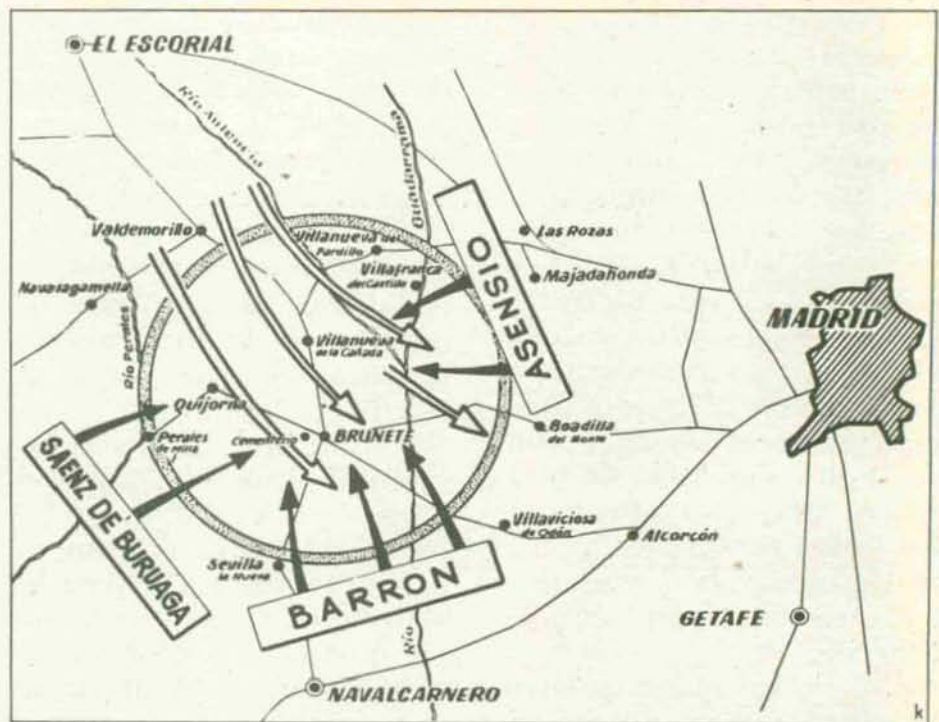 EL ESCORIAL
Río Aulencia
Guadarrama
Valdemorillo
Villanueva del
Pardillo
Las Rozas
ASENSIO
Navasagamella
Villafranca
del Castillo
Majadahonda
MADRID
Río Perales
Villanueva
de la Cañada
Quijorna
Perales
de Milla
Cementerio
BRUNETE
Boadilla
del Monte
SAENZ DE BURUAGA
Villaviciosa
de Odón
Alcorcón
Sevilla
la Nueva
BARRON
Río
GETAFE
NAVALCARNERO
k